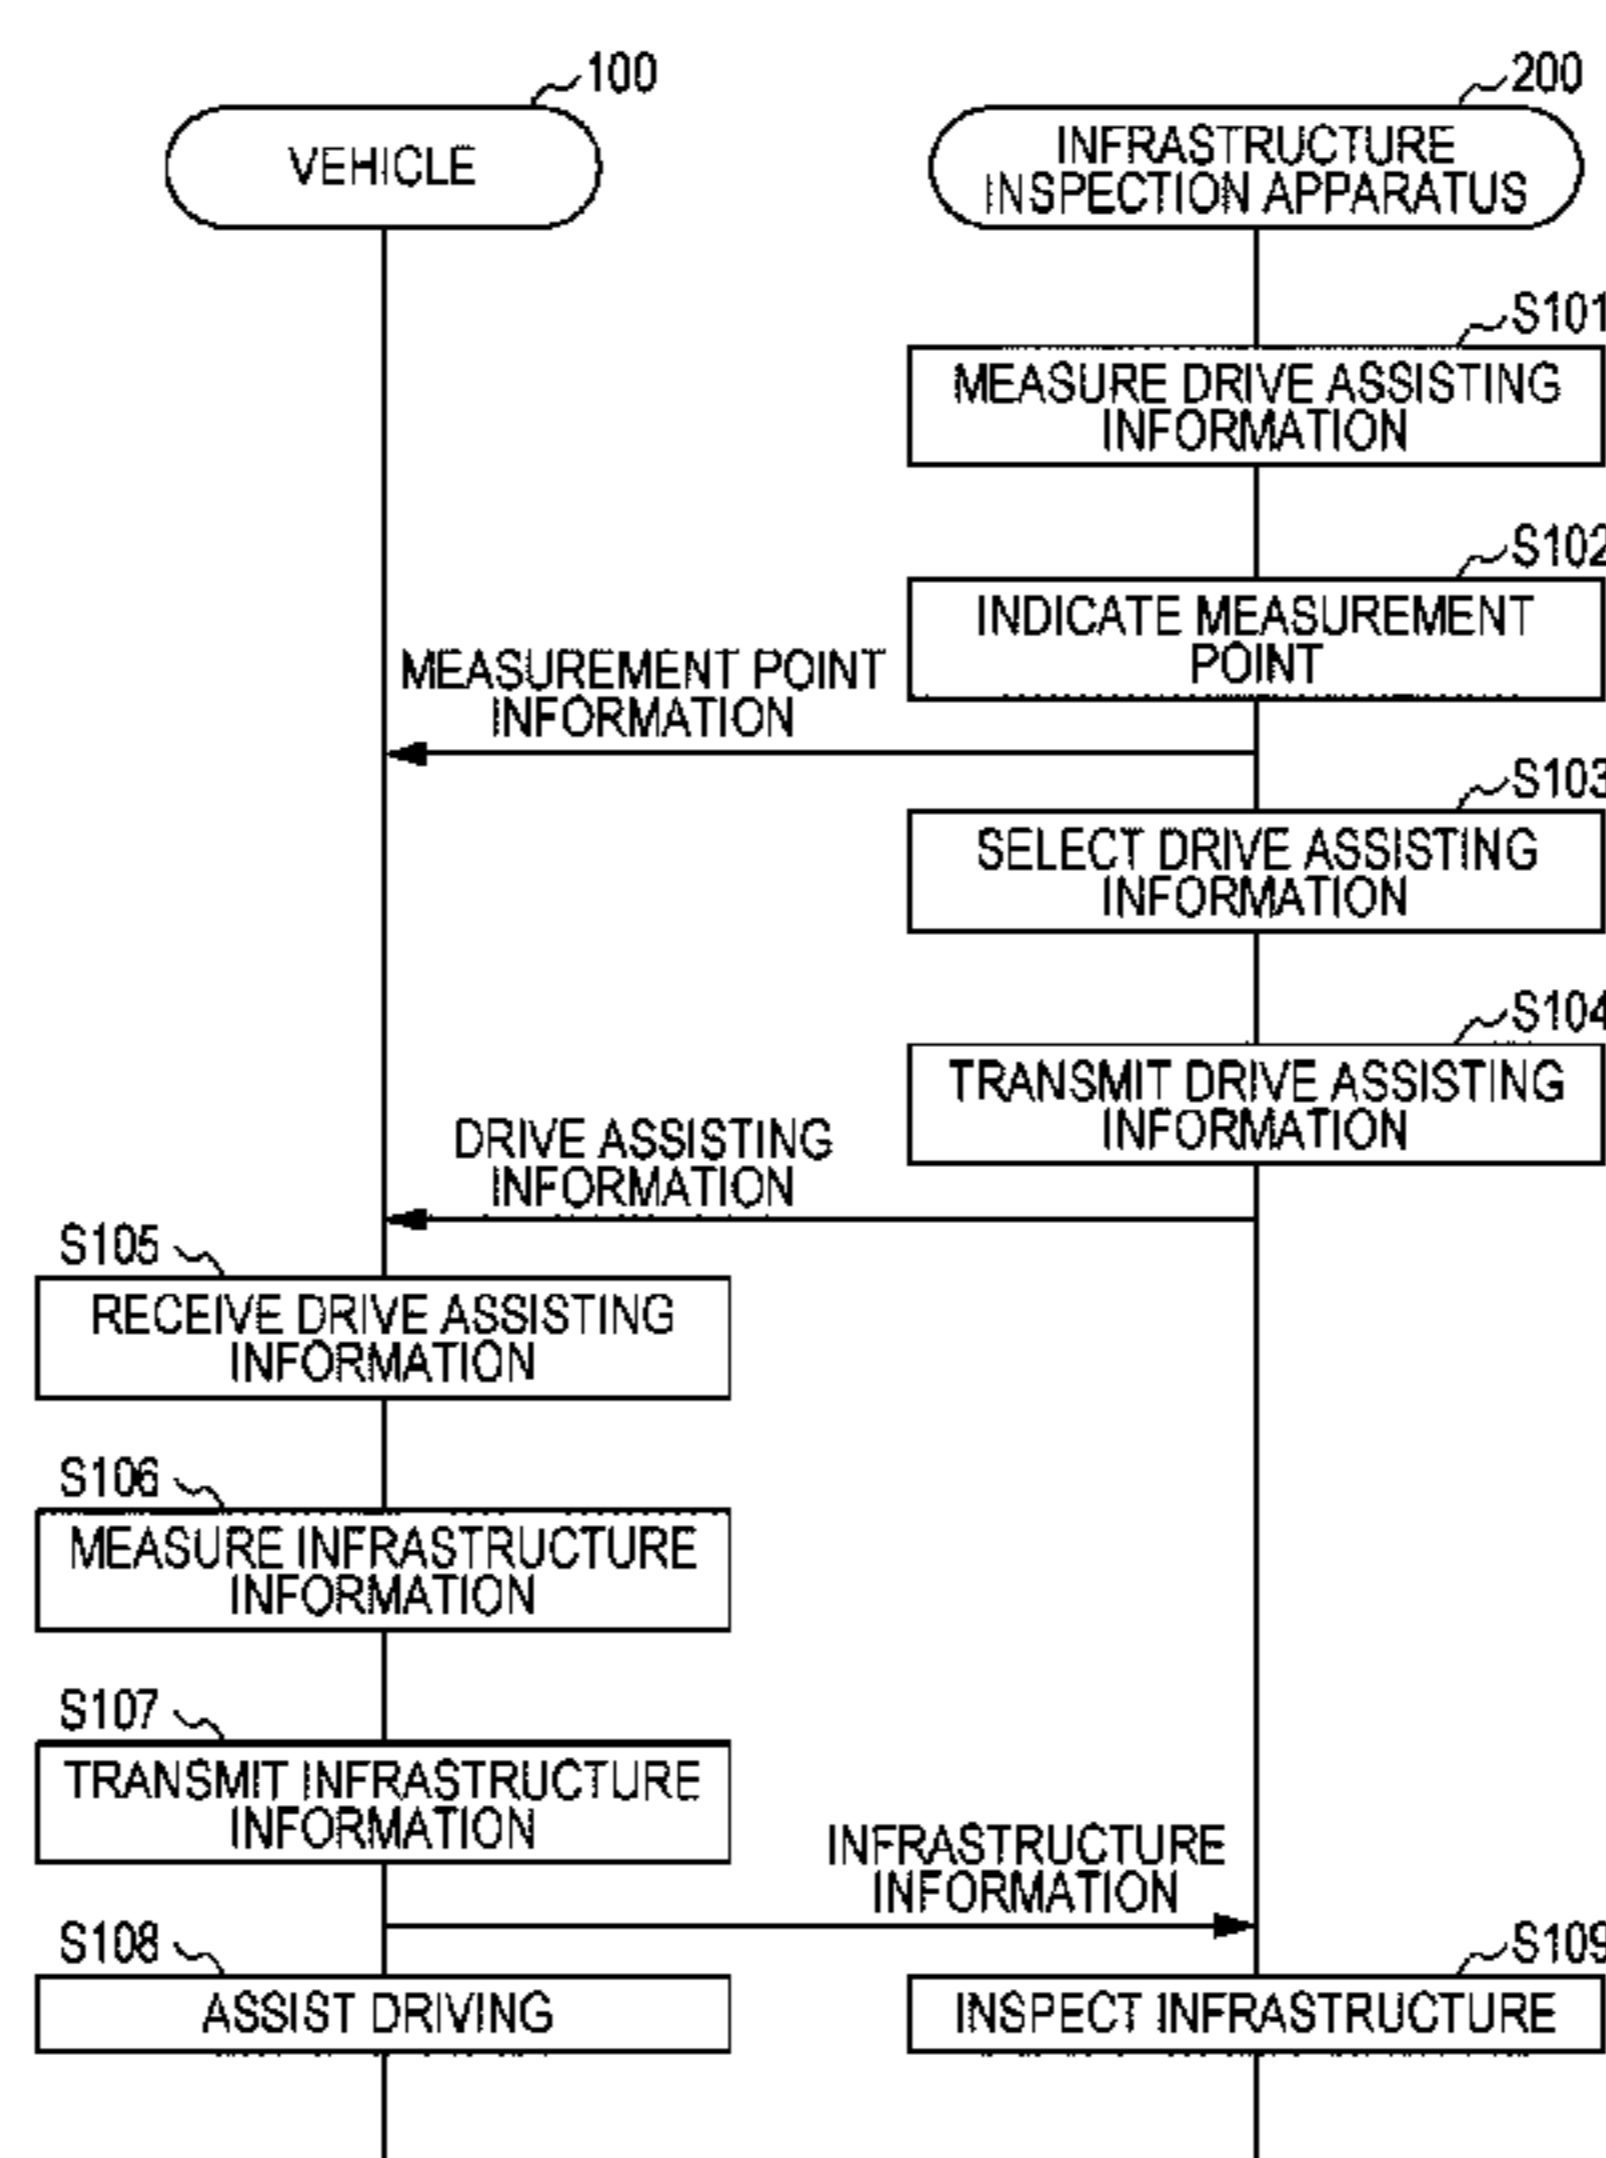 100
VEHICLE
200
INFRASTRUCTURE
INSPECTION APPARATUS
S101
MEASURE DRIVE ASSISTING
INFORMATION
S102
INDICATE MEASUREMENT
POINT
MEASUREMENT POINT
INFORMATION
S103
SELECT DRIVE ASSISTING
INFORMATION
S104
TRANSMIT DRIVE ASSISTING
INFORMATION
DRIVE ASSISTING
INFORMATION
S105
RECEIVE DRIVE ASSISTING
INFORMATION
S106
MEASURE INFRASTRUCTURE
INFORMATION
S107
TRANSMIT INFRASTRUCTURE
INFORMATION
INFRASTRUCTURE
INFORMATION
S108
ASSIST DRIVING
S109
INSPECT INFRASTRUCTURE